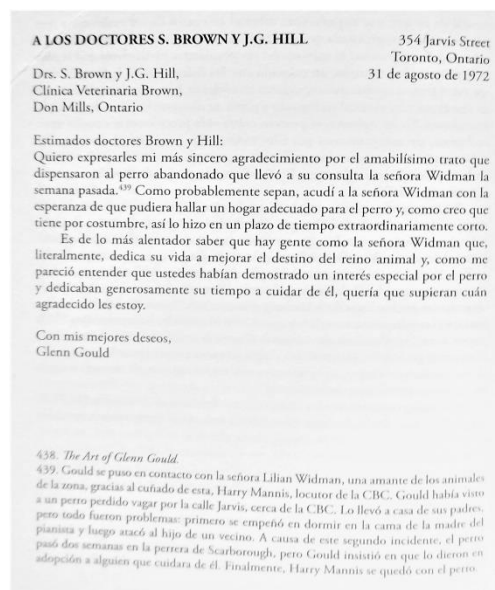 A LOS DOCTORES S. BROWN Y J.G. HILL
354 Jarvis Street
Toronto, Ontario
31 de agosto de 1972
Drs. S. Brown y J.G. Hill,
Clínica Veterinaria Brown,
Don Mills, Ontario
Estimados doctores Brown y Hill:
Quiero expresarles mi más sincero agradecimiento por el amabilísimo trato que
dispensaron al perro abandonado que llevó a su consulta la señora Widman la
semana pasada.439 Como probablemente sepan, acudí a la señora Widman con la
esperanza de que pudiera hallar un hogar adecuado para el perro y, como creo que
tiene por costumbre, así lo hizo en un plazo de tiempo extraordinariamente corto.
Es de lo más alentador saber que hay gente como la señora Widman que,
literalmente, dedica su vida a mejorar el destino del reino animal y, como me
pareció entender que ustedes habían demostrado un interés especial por el perro
y dedicaban generosamente su tiempo a cuidar de él, quería que supieran cuán
agradecido les estoy.
Con mis mejores deseos,
Glenn Gould
438. The Art of Glenn Gould.
439. Gould se puso en contacto con la señora Lilian Widman, una amante de los animales
de la zona, gracias al cuñado de esta, Harry Mannis, locutor de la CBC. Gould había visto
a un perro perdido vagar por la calle Jarvis, cerca de la CBC. Lo llevó a casa de sus padres,
pero todo fueron problemas: primero se empeñó en dormir en la cama de la madre del
pianista y luego atacó al hijo de un vecino. A causa de este segundo incidente, el perro
pasó dos semanas en la perrera de Scarborough, pero Gould insistió en que lo dieron en
adopción a alguien que cuidara de él. Finalmente, Harry Mannis se quedó con el perro.